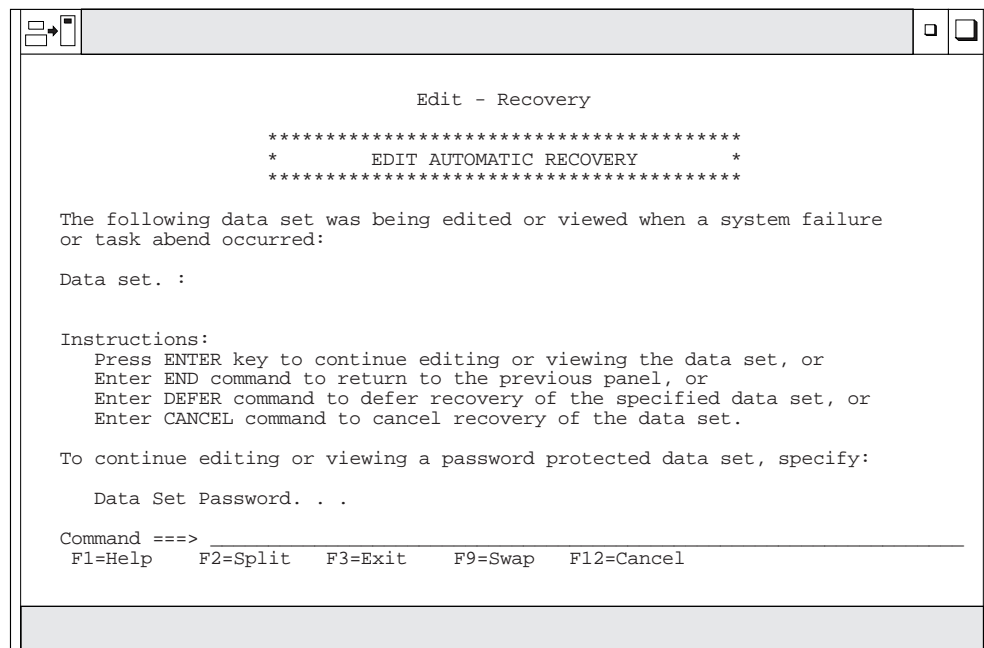 Edit - Recovery
*****************************************
* EDIT AUTOMATIC RECOVERY *
*****************************************
The following data set was being edited or viewed when a system failure
or task abend occurred:
Data set. :
Instructions:
Press ENTER key to continue editing or viewing the data set, or
Enter END command to return to the previous panel, or
Enter DEFER command to defer recovery of the specified data set, or
Enter CANCEL command to cancel recovery of the data set.
To continue editing or viewing a password protected data set, specify:
Data Set Password. . .
Command ===> _________________________________________________________________
F1=Help F2=Split F3=Exit F9=Swap F12=Cancel